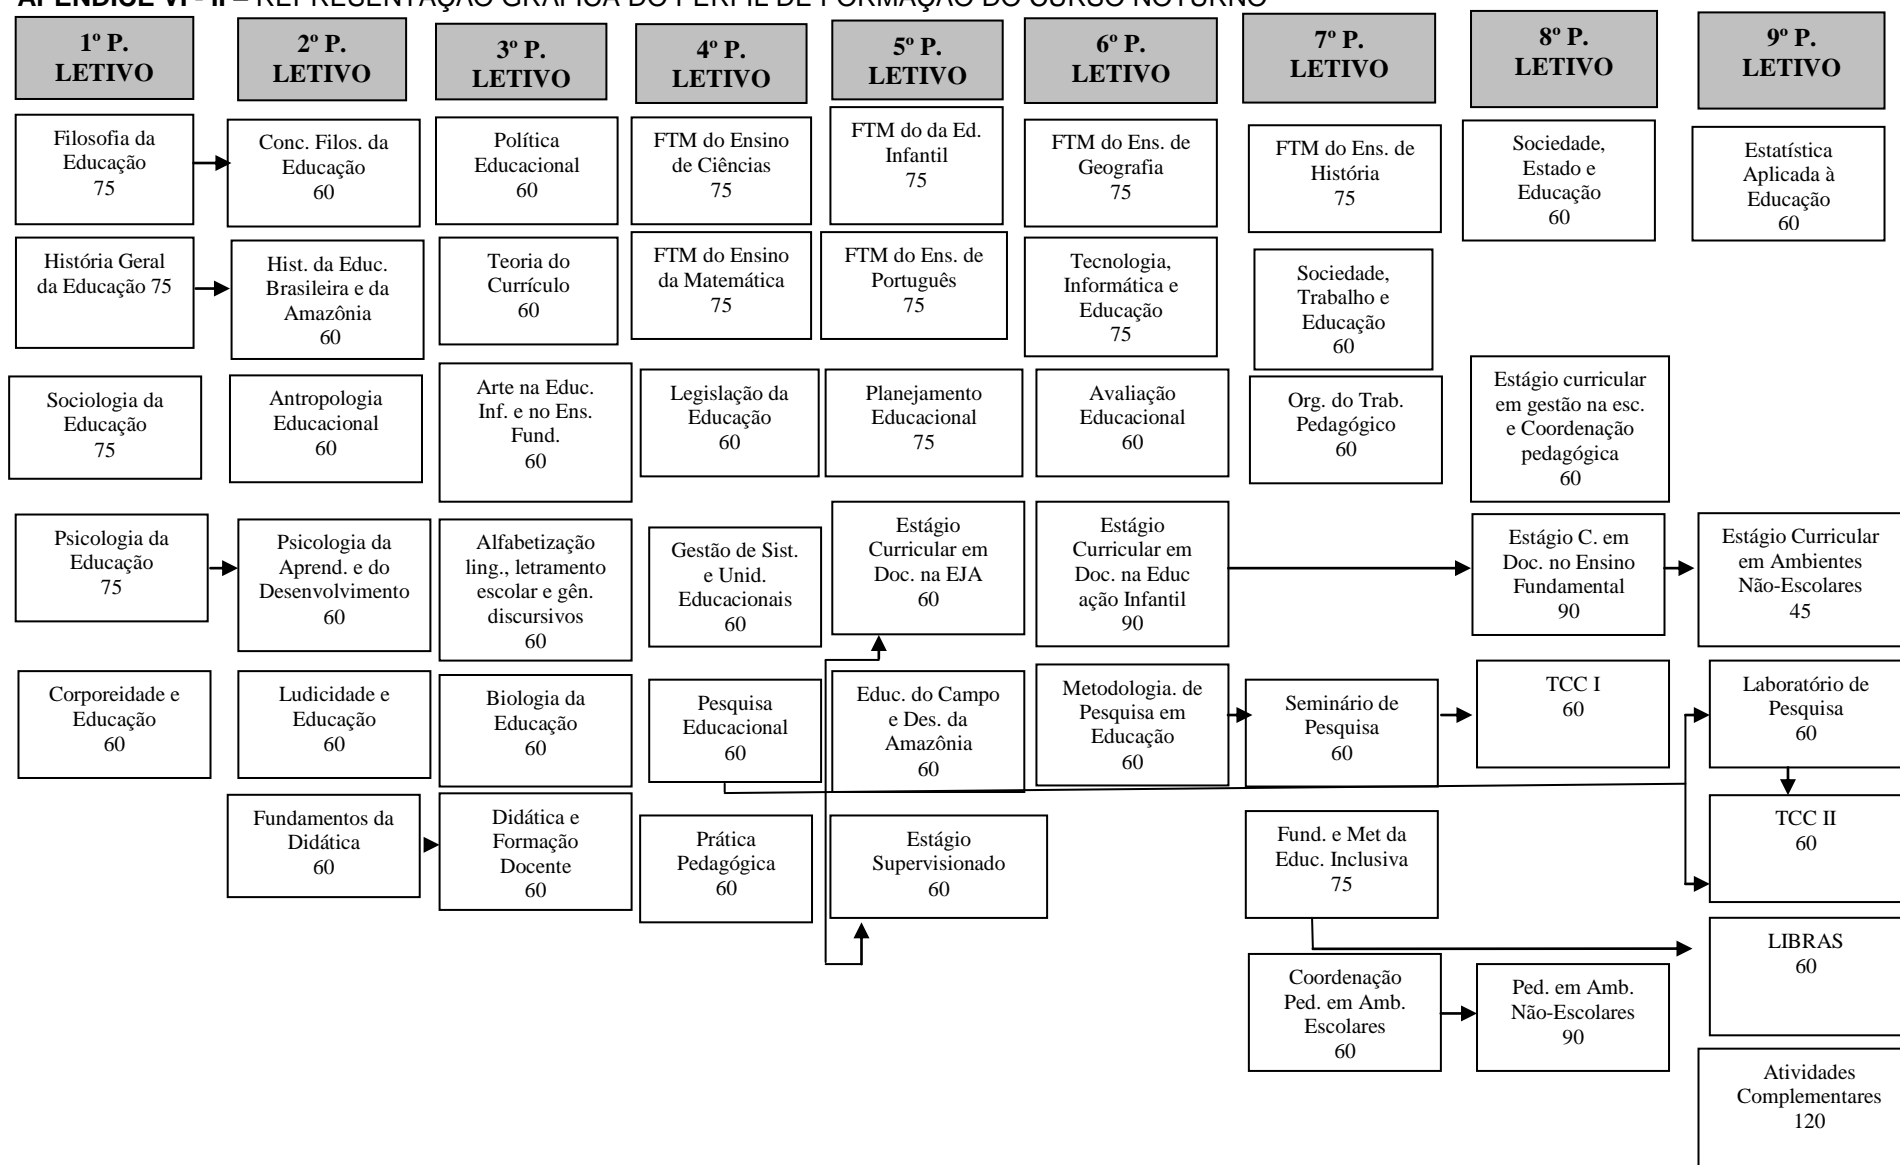 APÊNDICE VI - II – REPRESENTAÇÃO GRÁFICA DO PERFIL DE FORMAÇÃO DO CURSO NOTURNO
1º P.
LETIVO
2º P.
LETIVO
3º P.
LETIVO
4º P.
LETIVO
5º P.
LETIVO
6º P.
LETIVO
7º P.
LETIVO
8º P.
LETIVO
9º P.
LETIVO
Filosofia da
Educação
75
Conc. Filos. da
Educação
60
Política
Educacional
60
FTM do Ensino
de Ciências
75
FTM do da Ed.
Infantil
75
FTM do Ens. de
Geografia
75
FTM do Ens. de
História
75
Sociedade,
Estado e
Educação
60
Estatística
Aplicada à
Educação
60
História Geral
da Educação 75
Hist. da Educ.
Brasileira e da
Amazônia
60
Teoria do
Currículo
60
FTM do Ensino
da Matemática
75
FTM do Ens. de
Português
75
Tecnologia,
Informática e
Educação
75
Sociedade,
Trabalho e
Educação
60
Sociologia da
Educação
75
Antropologia
Educacional
60
Arte na Educ.
Inf. e no Ens.
Fund.
60
Legislação da
Educação
60
Planejamento
Educacional
75
Avaliação
Educacional
60
Org. do Trab.
Pedagógico
60
Estágio curricular
em gestão na esc.
e Coordenação
pedagógica
60
Psicologia da
Educação
75
Psicologia da
Aprend. e do
Desenvolvimento
60
Alfabetização
ling., letramento
escolar e gên.
discursivos
60
Gestão de Sist.
e Unid.
Educacionais
60
Estágio
Curricular em
Doc. na EJA
60
Estágio
Curricular em
Doc. na Educ
ação Infantil
90
Estágio C. em
Doc. no Ensino
Fundamental
90
Estágio Curricular
em Ambientes
Não-Escolares
45
Corporeidade e
Educação
60
Ludicidade e
Educação
60
Biologia da
Educação
60
Pesquisa
Educacional
60
Educ. do Campo
e Des. da
Amazônia
60
Metodologia. de
Pesquisa em
Educação
60
Seminário de
Pesquisa
60
TCC I
60
Laboratório de
Pesquisa
60
Fundamentos da
Didática
60
Didática e
Formação
Docente
60
Prática
Pedagógica
60
Estágio
Supervisionado
60
Fund. e Met da
Educ. Inclusiva
75
TCC II
60
LIBRAS
60
Coordenação
Ped. em Amb.
Escolares
60
Ped. em Amb.
Não-Escolares
90
Atividades
Complementares
120